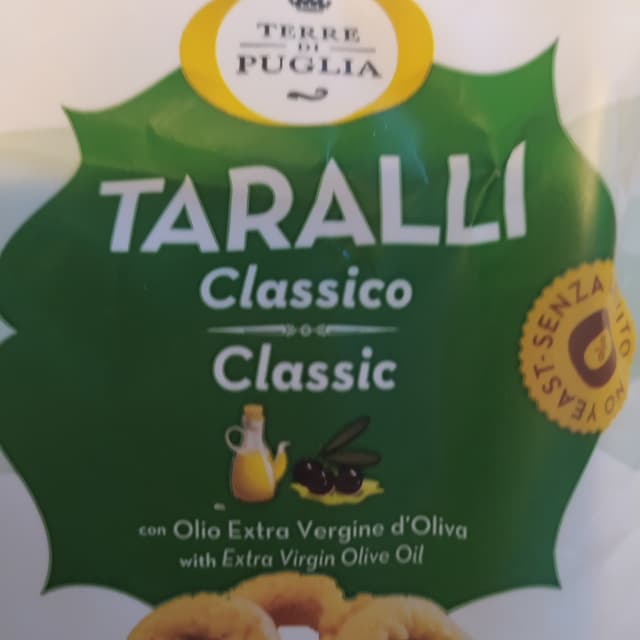 TERRE
DI
PUGLIA
TARALLI
Classico
Classic
SENZA
NO YEAST
con Olio Extra Vergine d'Oliva
with Extra Virgin Olive Oil